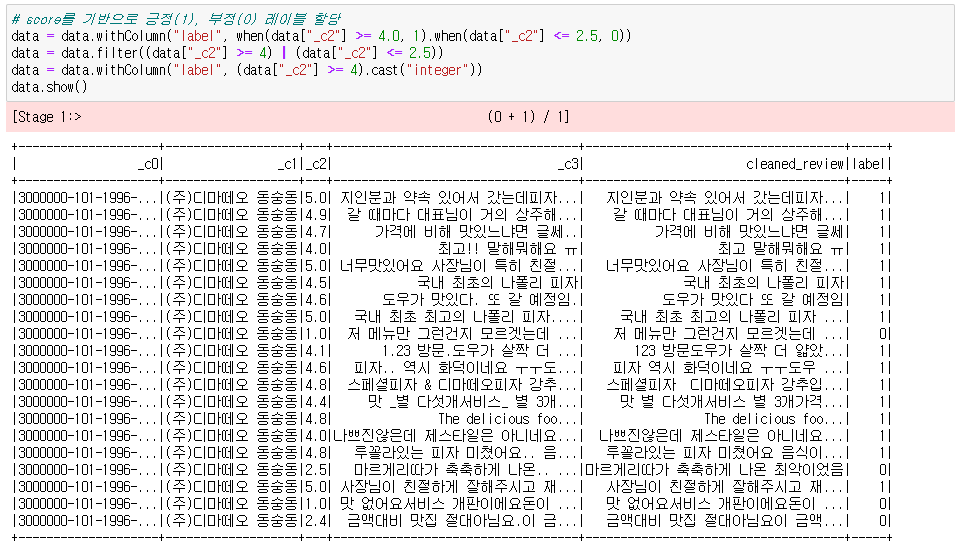 # score를 기반으로 긍정(1), 부정(0) 레이블 할당
data = data.withColumn("label", when(data["_c2"] >= 4.0, 1).when(data["_c2"] <= 2.5, 0))
data = data.filter((data["_c2"] >= 4) | (data["_c2"] <= 2.5))
data = data.withColumn("label", (data["_c2"] >= 4).cast("integer"))
data.show()
[Stage 1:> (0 + 1) / 1]
+--------------------+--------------------+---+--------------------+--------------------+-----+
| _c0| _c1|_c2| _c3| cleaned_review|label|
+--------------------+--------------------+---+--------------------+--------------------+-----+
|3000000-101-1996-...|(주)디마떼오 동숭동|5.0| 지인분과 약속 있어서 갔는데피자...| 지인분과 약속 있어서 갔는데피자...| 1|
|3000000-101-1996-...|(주)디마떼오 동숭동|4.9| 갈 때마다 대표님이 거의 상주해...| 갈 때마다 대표님이 거의 상주해...| 1|
|3000000-101-1996-...|(주)디마떼오 동숭동|4.7| 가격에 비해 맛있느냐면 글쎄..| 가격에 비해 맛있느냐면 글쎄| 1|
|3000000-101-1996-...|(주)디마떼오 동숭동|4.0| 최고!! 말해뭐해요 ㅠ| 최고 말해뭐해요 ㅠ| 1|
|3000000-101-1996-...|(주)디마떼오 동숭동|5.0|너무맛있어요 사장님이 특히 친절...|너무맛있어요 사장님이 특히 친절...| 1|
|3000000-101-1996-...|(주)디마떼오 동숭동|4.5| 국내 최초의 나폴리 피자| 국내 최초의 나폴리 피자| 1|
|3000000-101-1996-...|(주)디마떼오 동숭동|4.6| 도우가 맛있다. 또 갈 예정임.| 도우가 맛있다 또 갈 예정임| 1|
|3000000-101-1996-...|(주)디마떼오 동숭동|5.0| 국내 최초 최고의 나폴리 피자....| 국내 최초 최고의 나폴리 피자 ...| 1|
|3000000-101-1996-...|(주)디마떼오 동숭동|1.0| 저 메뉴만 그런건지 모르겟는데 ...| 저 메뉴만 그런건지 모르겟는데 ...| 0|
|3000000-101-1996-...|(주)디마떼오 동숭동|4.1| 1.23 방문.도우가 살짝 더 ...| 123 방문도우가 살짝 더 얇았...| 1|
|3000000-101-1996-...|(주)디마떼오 동숭동|4.6| 피자.. 역시 화덕이네요 ㅜㅜ도...| 피자 역시 화덕이네요 ㅜㅜ도우 ...| 1|
|3000000-101-1996-...|(주)디마떼오 동숭동|4.8| 스페셜피자 & 디마떼오피자 강추...| 스페셜피자 디마떼오피자 강추입...| 1|
|3000000-101-1996-...|(주)디마떼오 동숭동|4.4| 맛 _별 다섯개서비스_ 별 3개...| 맛 별 다섯개서비스 별 3개가격...| 1|
|3000000-101-1996-...|(주)디마떼오 동숭동|4.8| The delicious foo...| The delicious foo...| 1|
|3000000-101-1996-...|(주)디마떼오 동숭동|4.0|나쁘진않은데 제스타일은 아니네요...|나쁘진않은데 제스타일은 아니네요...| 1|
|3000000-101-1996-...|(주)디마떼오 동숭동|4.8| 루꼴라있는 피자 미쳤어요.. 음...| 루꼴라있는 피자 미쳤어요 음식이...| 1|
|3000000-101-1996-...|(주)디마떼오 동숭동|2.5| 마르게리따가 축축하게 나온.. ...|마르게리따가 축축하게 나온 최악이었음| 0|
|3000000-101-1996-...|(주)디마떼오 동숭동|5.0| 사장님이 친절하게 잘해주시고 재...| 사장님이 친절하게 잘해주시고 재...| 1|
|3000000-101-1996-...|(주)디마떼오 동숭동|1.0| 맛 없어요서비스 개판이에요돈이 ...| 맛 없어요서비스 개판이에요돈이 ...| 0|
|3000000-101-1996-...|(주)디마떼오 동숭동|2.4| 금액대비 맛집 절대아님요.이 금...| 금액대비 맛집 절대아님요이 금액...| 0|
+--------------------+--------------------+---+--------------------+--------------------+-----+